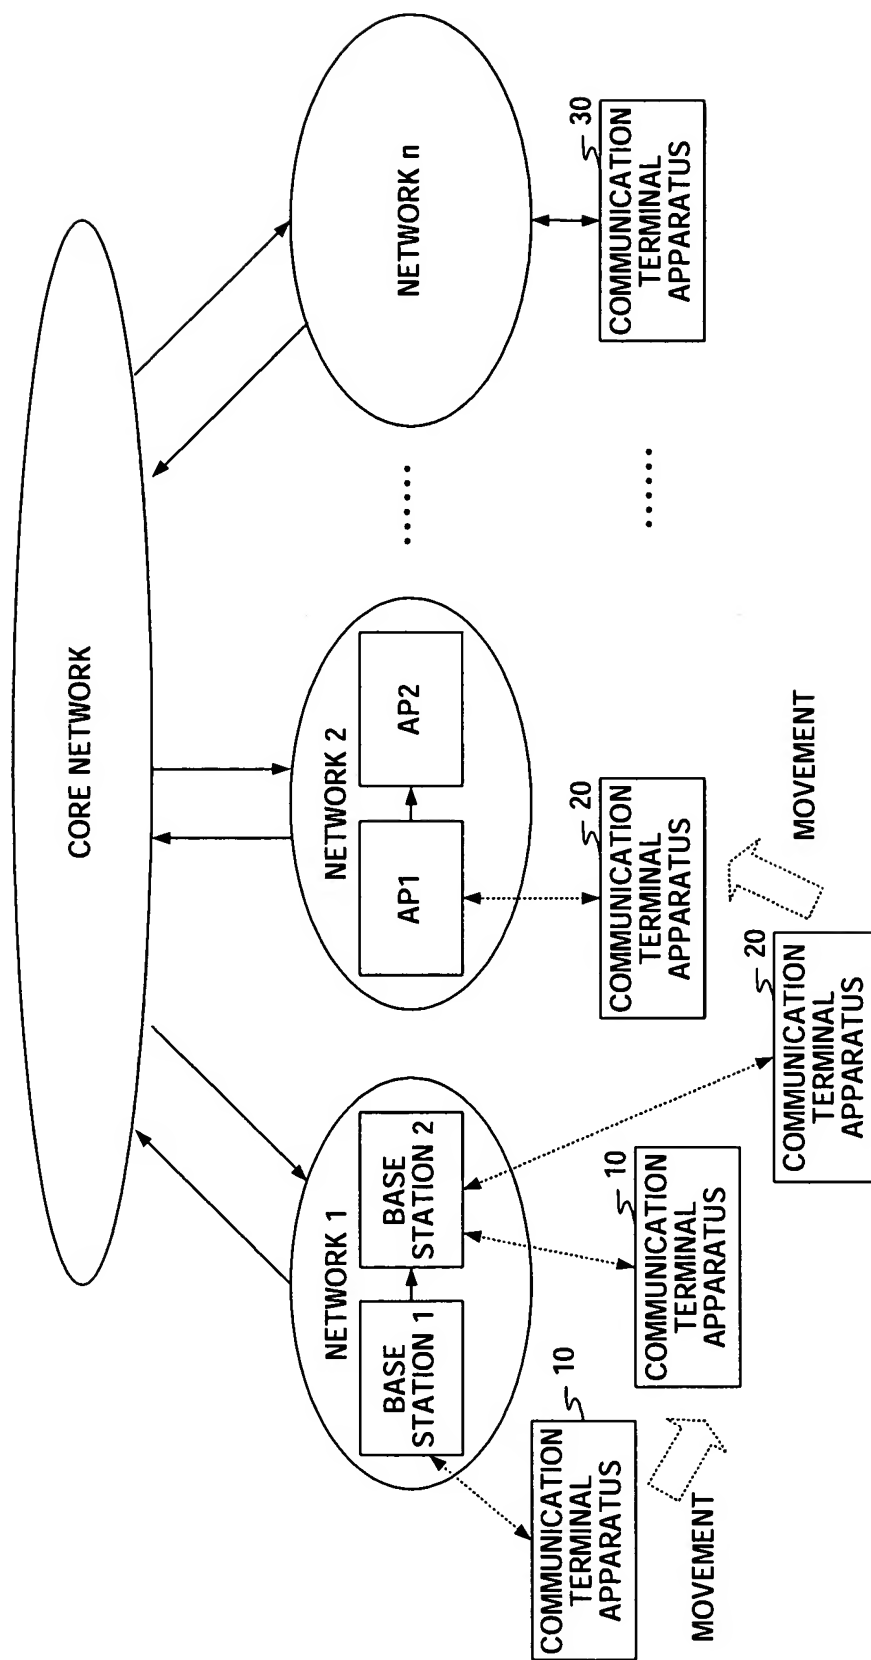 CORE NETWORK
NETWORK 1
BASE
STATION 1
BASE
STATION 2
NETWORK 2
AP1
AP2
......
NETWORK n
10
COMMUNICATION
TERMINAL
APPARATUS
MOVEMENT
10
COMMUNICATION
TERMINAL
APPARATUS
20
COMMUNICATION
TERMINAL
APPARATUS
MOVEMENT
20
COMMUNICATION
TERMINAL
APPARATUS
......
30
COMMUNICATION
TERMINAL
APPARATUS